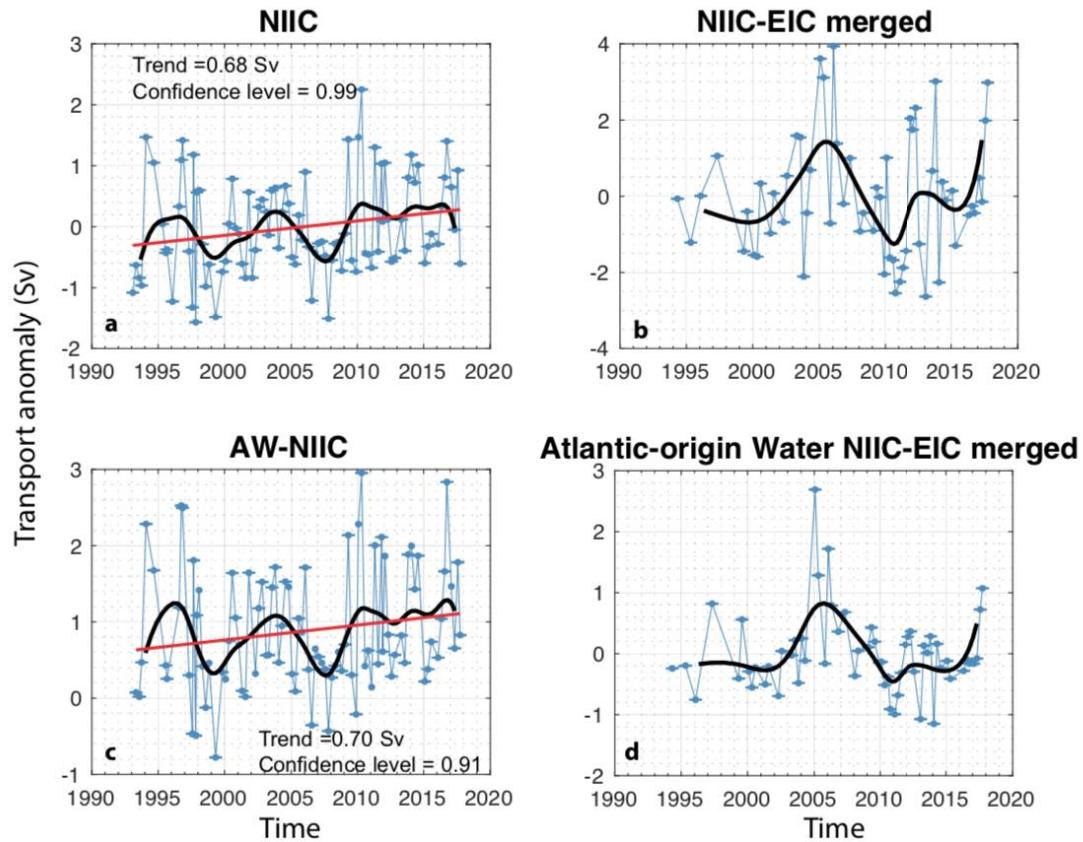 NIIC
3
2
1
0
-1
-2
Trend =0.68 Sv
Confidence level = 0.99
a
1990 1995 2000 2005 2010 2015 2020
NIIC-EIC merged
4
2
0
-2
-4
b
1990 1995 2000 2005 2010 2015 2020
Transport anomaly (Sv)
AW-NIIC
3
2
1
0
-1
Trend =0.70 Sv
Confidence level = 0.91
c
1990 1995 2000 2005 2010 2015 2020
Time
Atlantic-origin Water NIIC-EIC merged
3
2
1
0
-1
-2
d
1990 1995 2000 2005 2010 2015 2020
Time